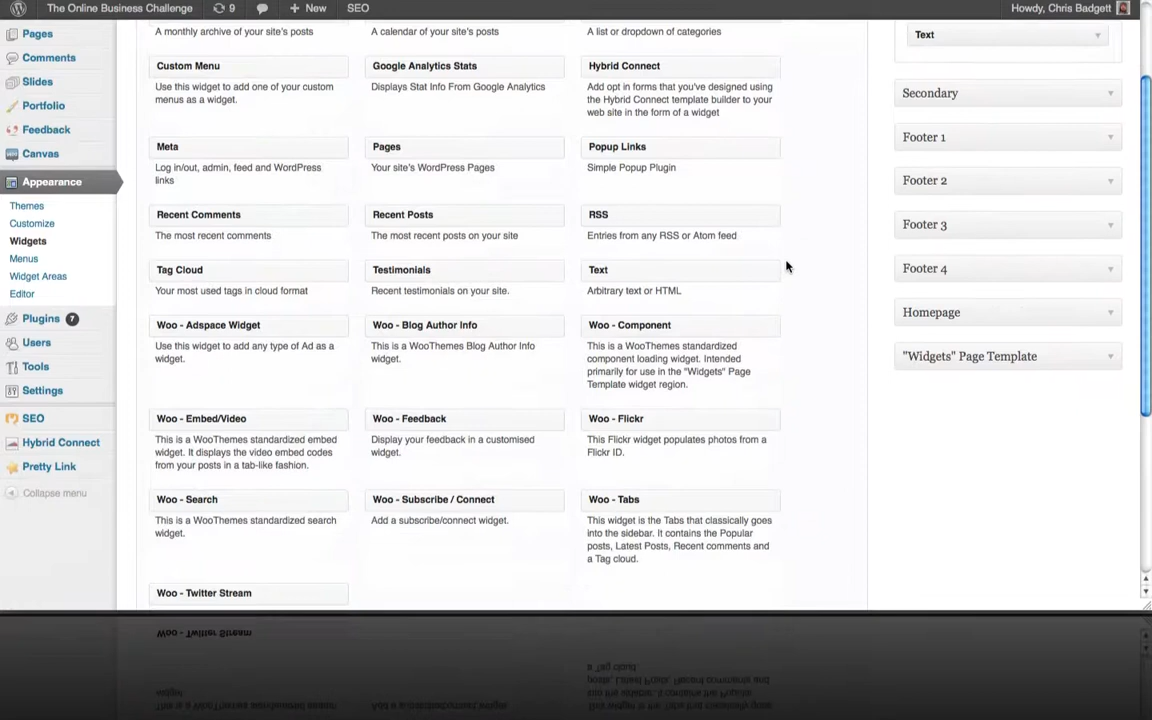 The Online Business Challenge
9
New
SEO
Howdy, Chris Badgett
Pages
Comments
Slides
Portfolio
Feedback
Canvas
Appearance
Themes
Customize
Widgets
Menus
Widget Areas
Editor
Plugins 7
Users
Tools
Settings
SEO
Hybrid Connect
Pretty Link
Collapse menu
A monthly archive of your site's posts
A calendar of your site's posts
A list or dropdown of categories
Custom Menu
Use this widget to add one of your custom
menus as a widget.
Google Analytics Stats
Displays Stat Info From Google Analytics
Hybrid Connect
Add opt in forms that you've designed using
the Hybrid Connect template builder to your
web site in the form of a widget
Meta
Log in/out, admin, feed and WordPress
links
Pages
Your site's WordPress Pages
Popup Links
Simple Popup Plugin
Recent Comments
The most recent comments
Recent Posts
The most recent posts on your site
RSS
Entries from any RSS or Atom feed
Tag Cloud
Your most used tags in cloud format
Testimonials
Recent testimonials on your site.
Text
Arbitrary text or HTML
Woo - Adspace Widget
Use this widget to add any type of Ad as a
widget.
Woo - Blog Author Info
This is a WooThemes Blog Author Info
widget.
Woo - Component
This is a WooThemes standardized
component loading widget. Intended
primarily for use in the "Widgets" Page
Template widget region.
Woo - Embed/Video
This is a WooThemes standardized embed
widget. It displays the video embed codes
from your posts in a tab-like fashion.
Woo - Feedback
Display your feedback in a customised
widget.
Woo - Flickr
This Flickr widget populates photos from a
Flickr ID.
Woo - Search
This is a WooThemes standardized search
widget.
Woo - Subscribe / Connect
Add a subscribe/connect widget.
Woo - Tabs
This widget is the Tabs that classically goes
into the sidebar. It contains the Popular
posts, Latest Posts, Recent comments and
a Tag cloud.
Woo - Twitter Stream
Text
Secondary
Footer 1
Footer 2
Footer 3
Footer 4
Homepage
"Widgets" Page Template